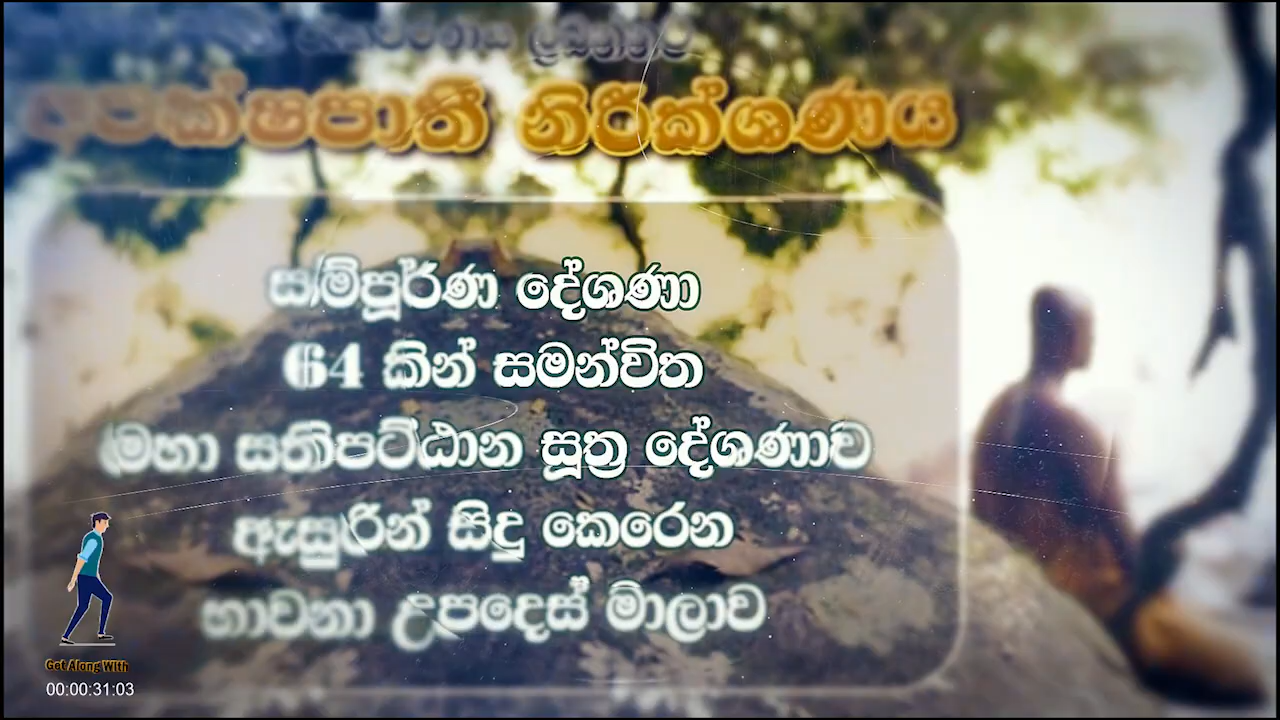 අපක්ෂපාතී නිරීක්ශණය
සම්පූර්ණ දේශණා
64 කින් සමන්විත
මහා සතිපට්ඨාන සූත්‍ර දේශණාව
ඇසුරින් සිදු කෙරෙන
භාවනා උපදෙස් මාලාව
Get Along With
00:00:31:03